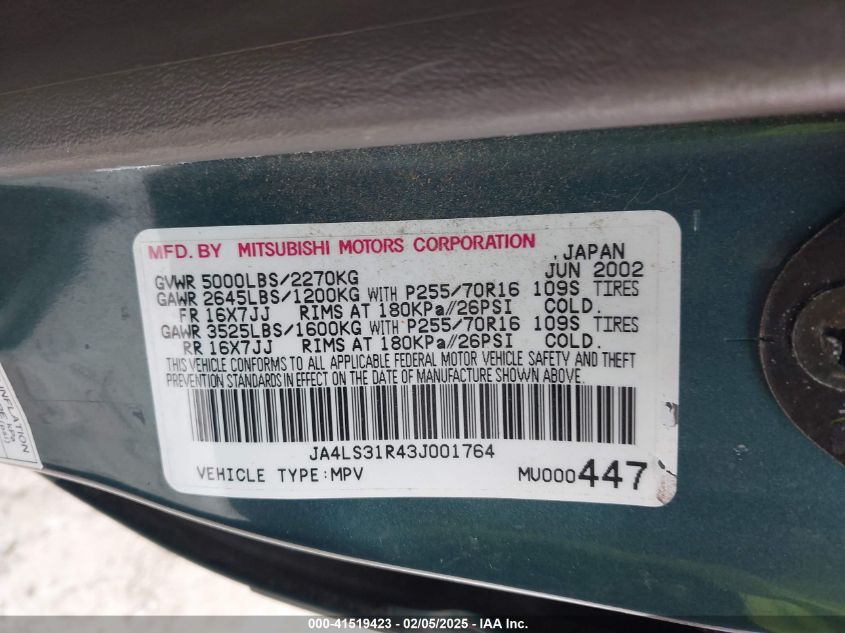 MFD. BY MITSUBISHI MOTORS CORPORATION
, JAPAN
GVWR 5000LBS/2270KG JUN 2002
GAWR 2645LBS/1200KG WITH P255/70R16 109S TIRES
FR 16X7JJ RIMS AT 180KPa//26PSI COLD.
GAWR 3525LBS/1600KG WITH P255/70R16 109S TIRES
RR 16X7JJ RIMS AT 180KPa//26PSI COLD.
THIS VEHICLE CONFORMS TO ALL APPLICABLE FEDERAL MOTOR VEHICLE SAFETY AND THEFT
PREVENTION STANDARDS IN EFFECT ON THE DATE OF MANUFACTURE SHOWN ABOVE.
JA4LS31R43J001764
VEHICLE TYPE:MPV MU000447
000-41519423 - 02/05/2025 - IAA Inc.